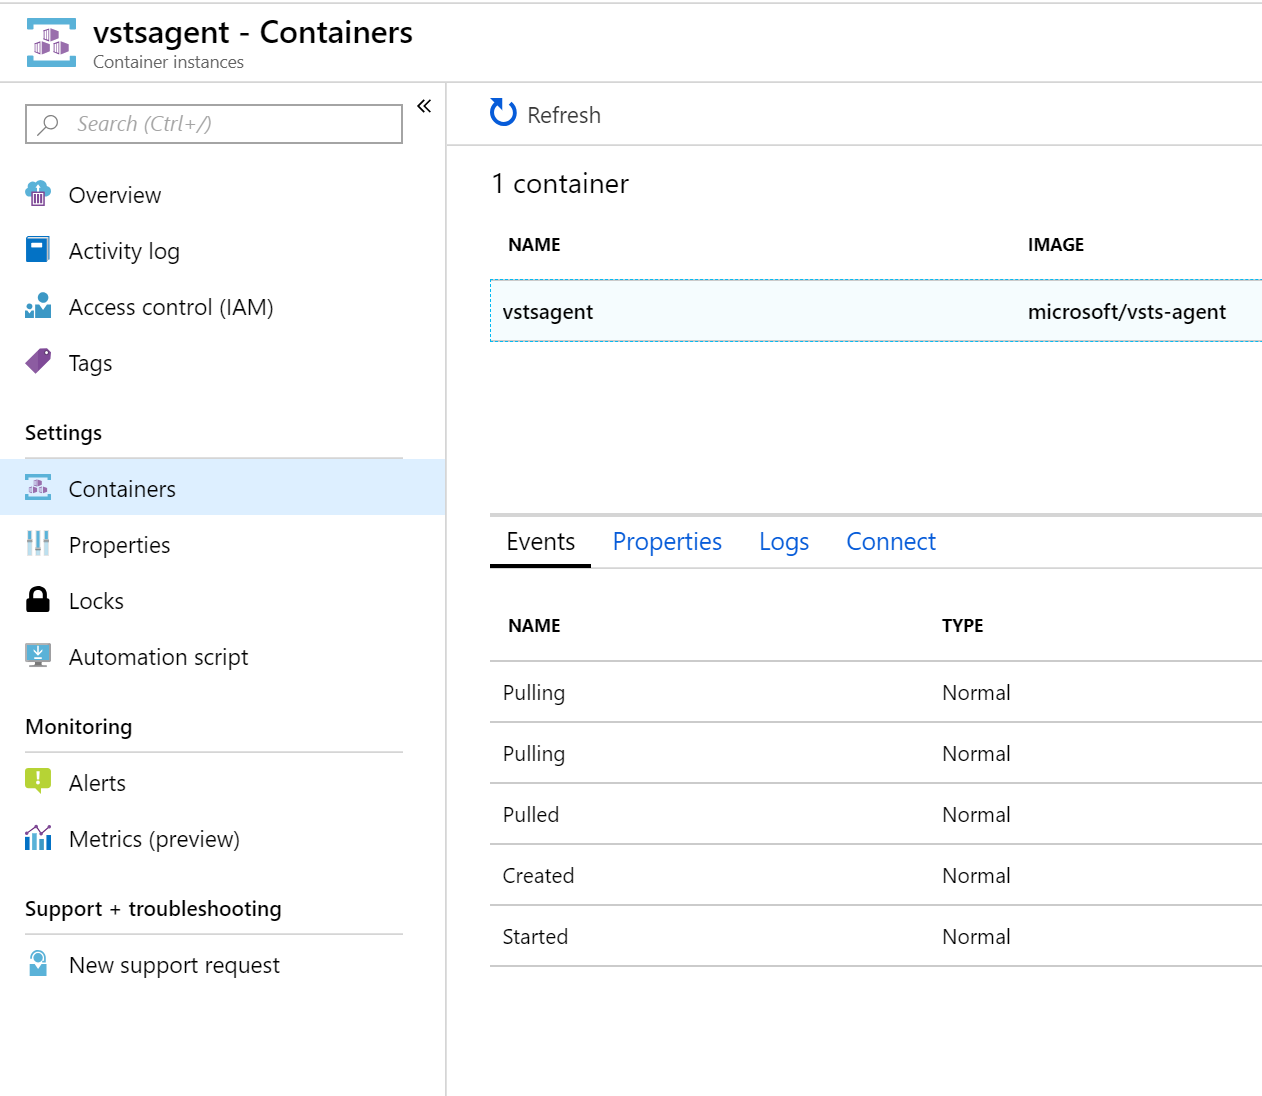 vstsagent - Containers
Container instances
Search (Ctrl+/)
«
Overview
Activity log
Access control (IAM)
Tags
Settings
Containers
Properties
Locks
Automation script
Monitoring
Alerts
Metrics (preview)
Support + troubleshooting
New support request
Refresh
1 container
NAME IMAGE
vstsagent microsoft/vsts-agent
Events Properties Logs Connect
NAME TYPE
Pulling Normal
Pulling Normal
Pulled Normal
Created Normal
Started Normal